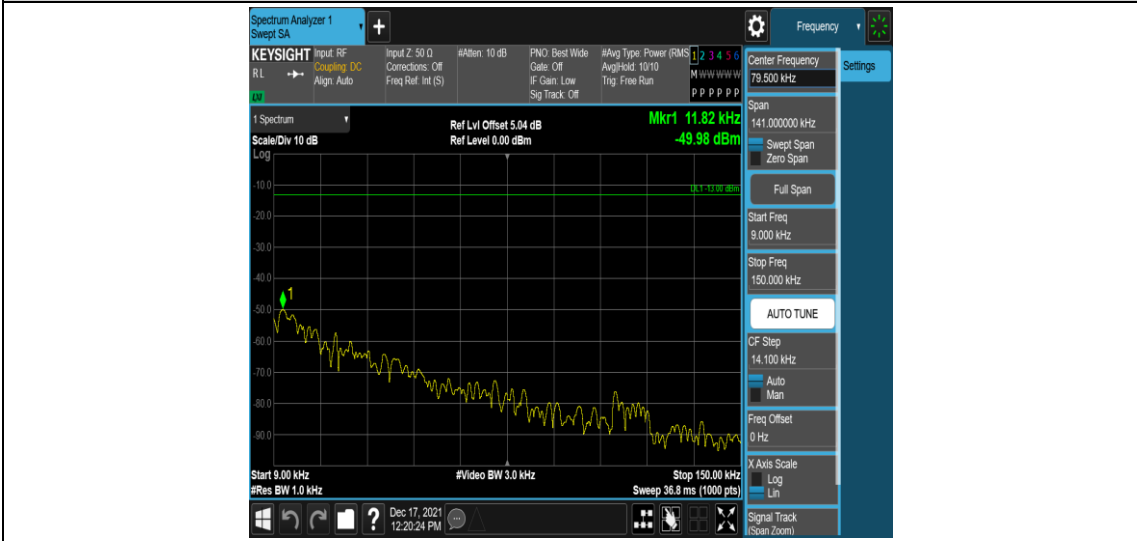 Spectrum Analyzer 1
Swept SA
+
Frequency
KEYSIGHT Input: RF Input Z: 50 Ω #Atten: 10 dB PNO: Best Wide #Avg Type: Power (RMS 1 2 3 4 5 6
R L Coupling: DC Corrections: Off Gate: Off Avg|Hold: 10/10 M W W W W W
Align: Auto Freq Ref: Int (S) IF Gain: Low Trig: Free Run
Sig Track: Off P P P P P P
1 Spectrum
Scale/Div 10 dB
Log
Ref Lvl Offset 5.04 dB
Ref Level 0.00 dBm
Mkr1 11.82 kHz
-49.98 dBm
DL1 -13.00 dBm
-10.0
-20.0
-30.0
-40.0
1
-50.0
-60.0
-70.0
-80.0
-90.0
Start 9.00 kHz #Video BW 3.0 kHz Stop 150.00 kHz
#Res BW 1.0 kHz Sweep 36.8 ms (1000 pts)
?
Dec 17, 2021
12:20:24 PM
Center Frequency
79.500 kHz
Settings
Span
141.000000 kHz
Swept Span
Zero Span
Full Span
Start Freq
9.000 kHz
Stop Freq
150.000 kHz
AUTO TUNE
CF Step
14.100 kHz
Auto
Man
Freq Offset
0 Hz
X Axis Scale
Log
Lin
Signal Track
(Span Zoom)